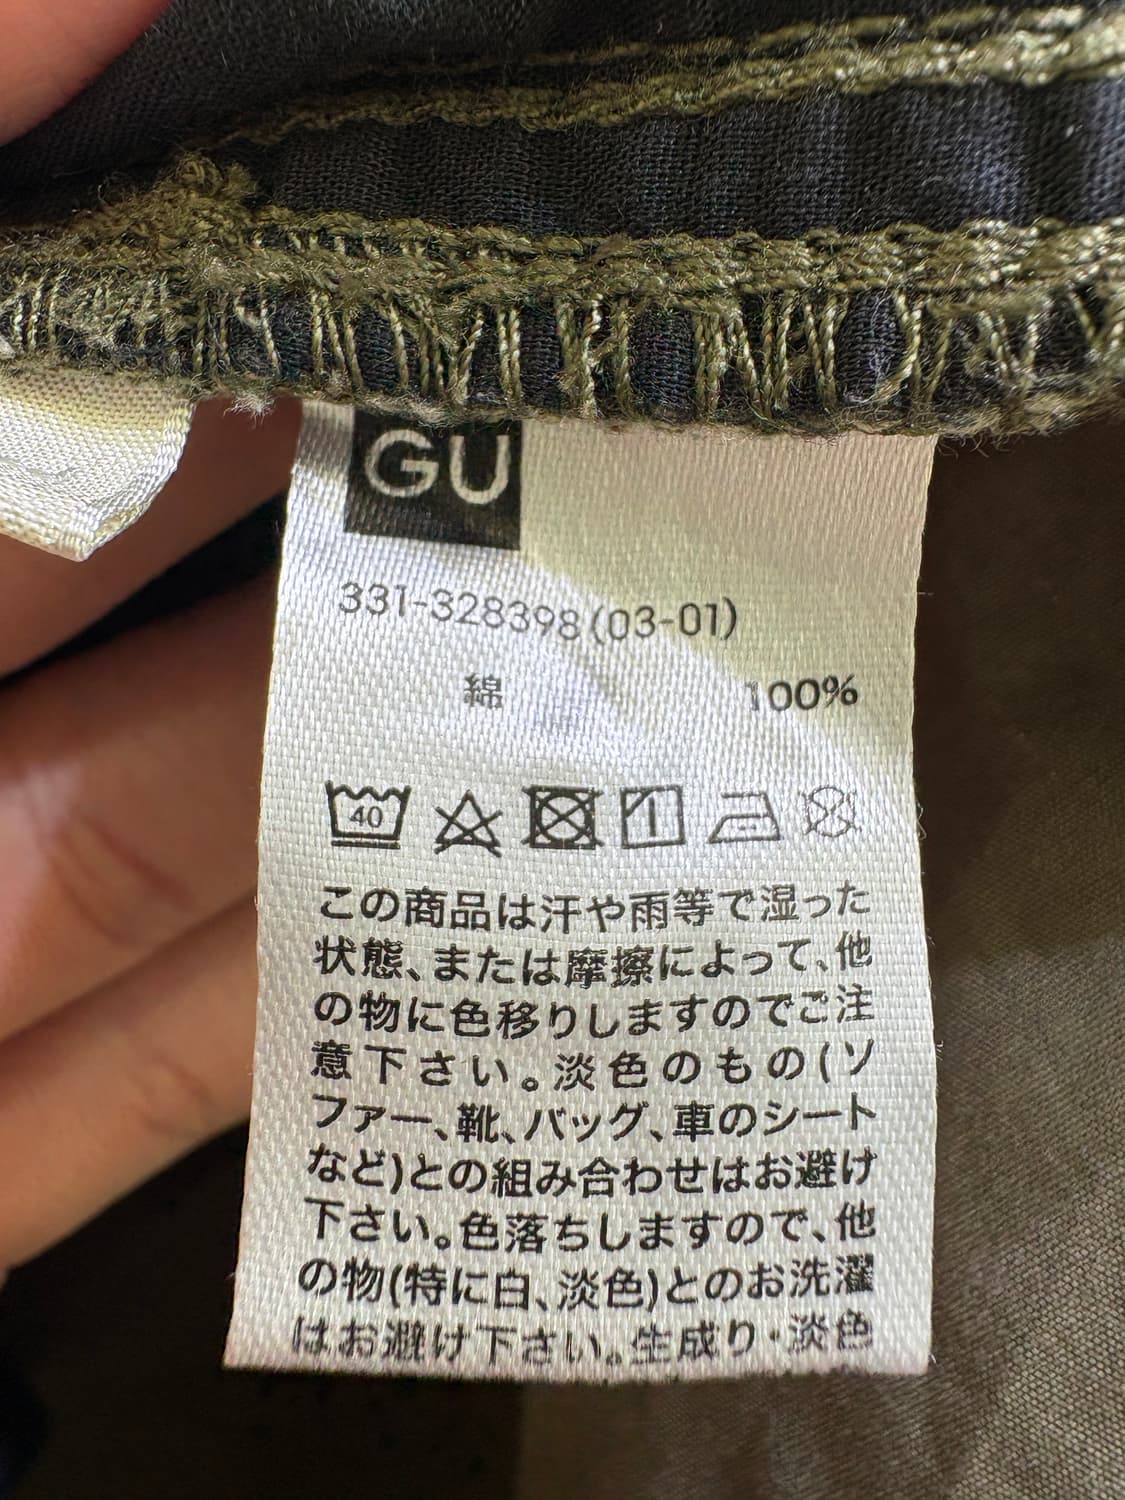 GU
331-328398(03-01)
綿 100%
40
この商品は汗や雨等で湿った
状態、または摩擦によって、他
の物に色移りしますのでご注
意下さい。淡色のもの(ソ
ファー、靴、バッグ、車のシート
など)との組み合わせはお避け
下さい。色落ちしますので、他
の物(特に白、淡色)とのお洗濯
はお避け下さい。生成り・淡色